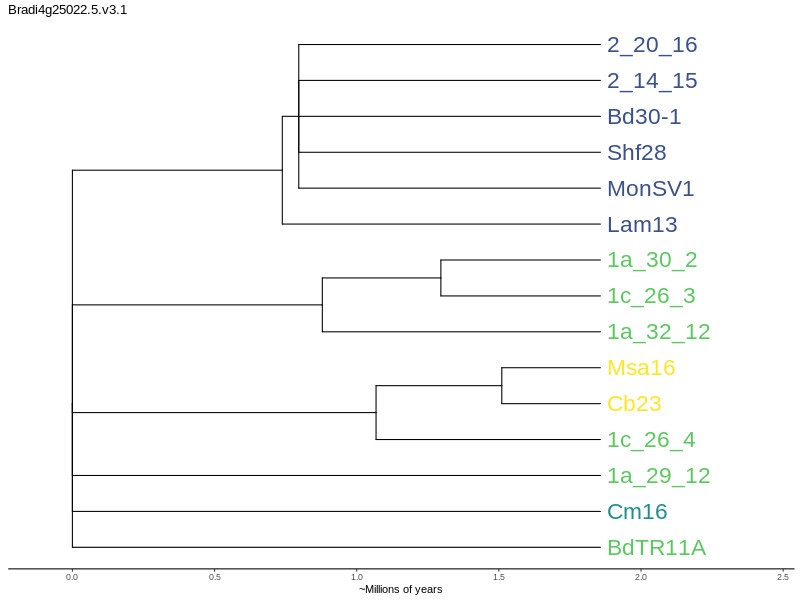 Bradi4g25022.5.v3.1
2_20_16
2_14_15
Bd30-1
Shf28
MonSV1
Lam13
1a_30_2
1c_26_3
1a_32_12
Msa16
Cb23
1c_26_4
1a_29_12
Cm16
BdTR11A
0.0 0.5 1.0 1.5 2.0 2.5
~Millions of years